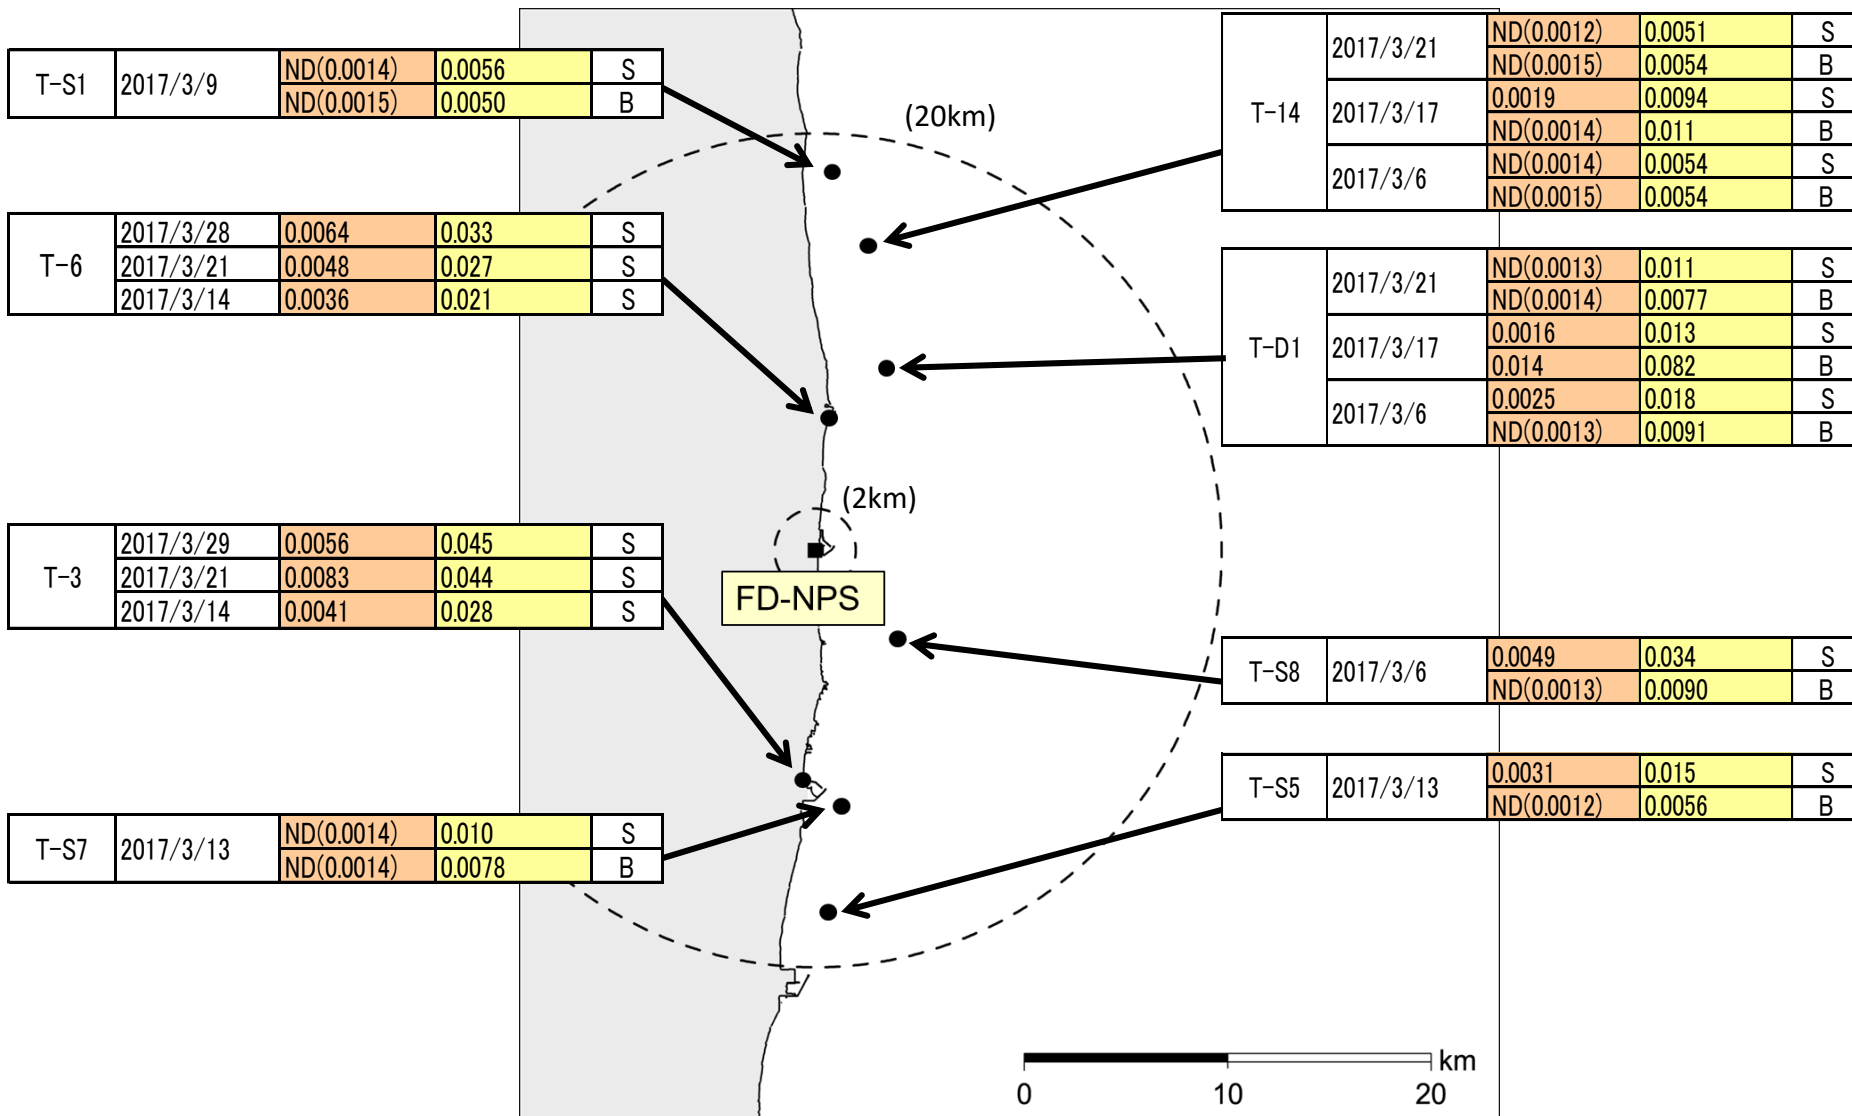 T-S1 2017/3/9 ND(0.0014) 0.0056 S
ND(0.0015) 0.0050 B
T-6 2017/3/28 0.0064 0.033 S
2017/3/21 0.0048 0.027 S
2017/3/14 0.0036 0.021 S
T-3 2017/3/29 0.0056 0.045 S
2017/3/21 0.0083 0.044 S
2017/3/14 0.0041 0.028 S
T-S7 2017/3/13 ND(0.0014) 0.010 S
ND(0.0014) 0.0078 B
(20km)
(2km)
FD-NPS
T-14 2017/3/21 ND(0.0012) 0.0051 S
ND(0.0015) 0.0054 B
2017/3/17 0.0019 0.0094 S
ND(0.0014) 0.011 B
2017/3/6 ND(0.0014) 0.0054 S
ND(0.0015) 0.0054 B
T-D1 2017/3/21 ND(0.0013) 0.011 S
ND(0.0014) 0.0077 B
2017/3/17 0.0016 0.013 S
0.014 0.082 B
2017/3/6 0.0025 0.018 S
ND(0.0013) 0.0091 B
T-S8 2017/3/6 0.0049 0.034 S
ND(0.0013) 0.0090 B
T-S5 2017/3/13 0.0031 0.015 S
ND(0.0012) 0.0056 B
km
0 10 20